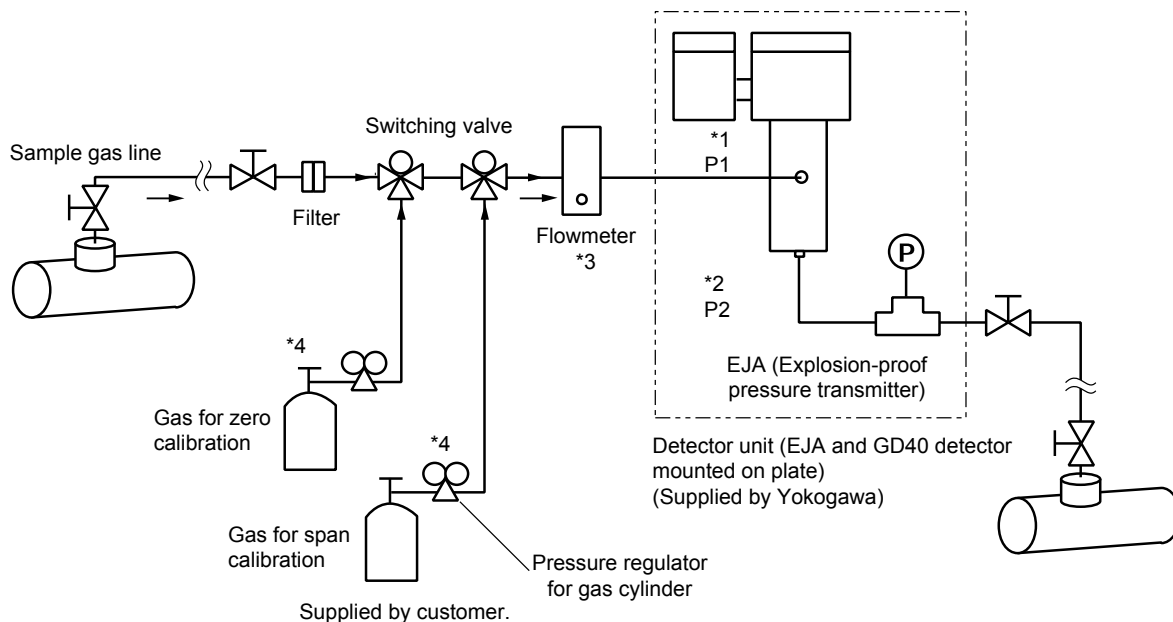 Switching valve
Sample gas line
*1
P1
Filter
Flowmeter
*3
P
*2
P2
*4
EJA (Explosion-proof
pressure transmitter)
Gas for zero
calibration
*4
Detector unit (EJA and GD40 detector
mounted on plate)
(Supplied by Yokogawa)
Gas for span
calibration
Pressure regulator
for gas cylinder
Supplied by customer.